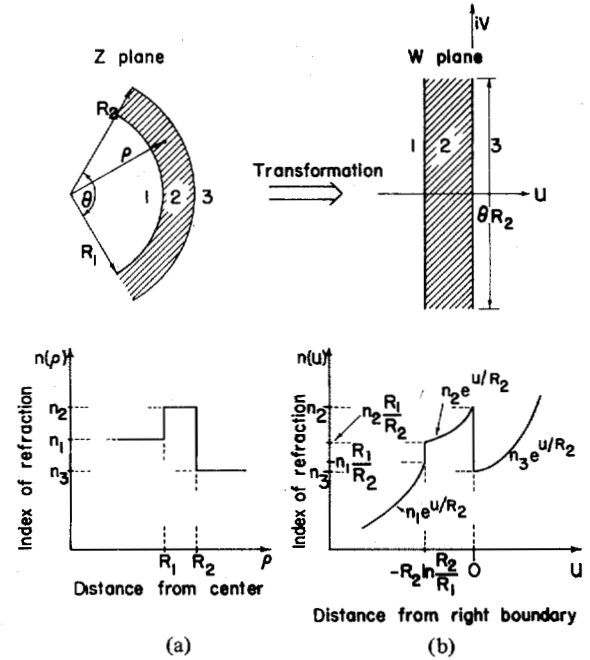 Z plane
R₂
ρ
θ
R₁
1 2 3
Transformation
iV
W plane
1 2 3
U
θR₂
n(ρ)
Index of refraction
n₂
n₁
n₃
R₁ R₂ ρ
Distance from center
(a)
n(u)
Index of refraction
n₂
n₂ R₁/R₂
n₁ R₁/R₂
n₃
n₂e^u/R₂
n₃e^u/R₂
n₁e^u/R₂
-R₂ln R₂/R₁ 0 U
Distance from right boundary
(b)